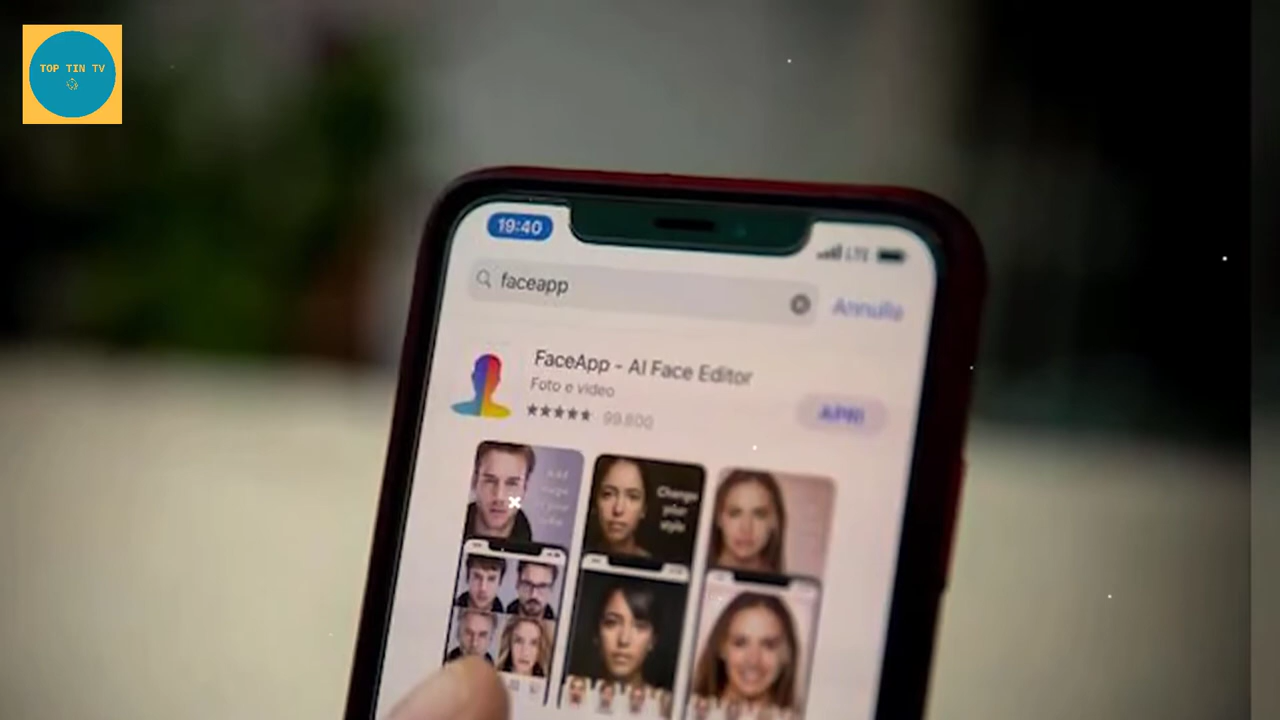 TOP TIN TV
19:40
LTE
faceapp
Annulla
FaceApp - AI Face Editor
Foto e video
★★★★★ 99.800
APRI
Change
your
style